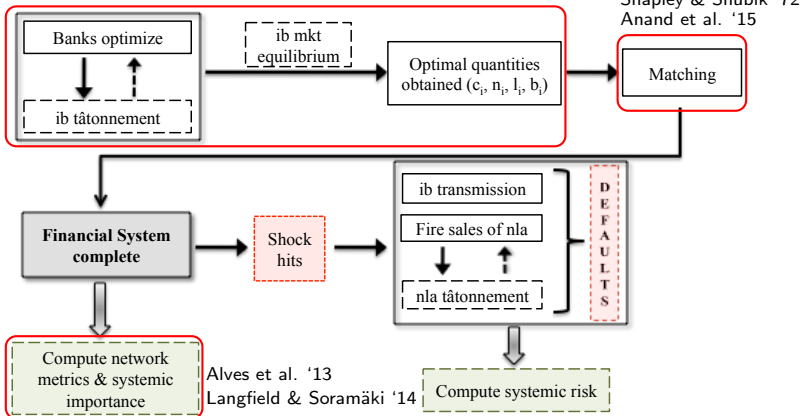 Shapley & Shubik '72
Anand et al. '15
Banks optimize
ib tâtonnement
ib mkt
equilibrium
Optimal quantities
obtained (cᵢ, nᵢ, lᵢ, bᵢ)
Matching
Financial System
complete
Shock
hits
ib transmission
Fire sales of nla
nla tâtonnement
DEFAULTS
Compute network
metrics & systemic
importance
Alves et al. '13
Langfield & Soramäki '14
Compute systemic risk